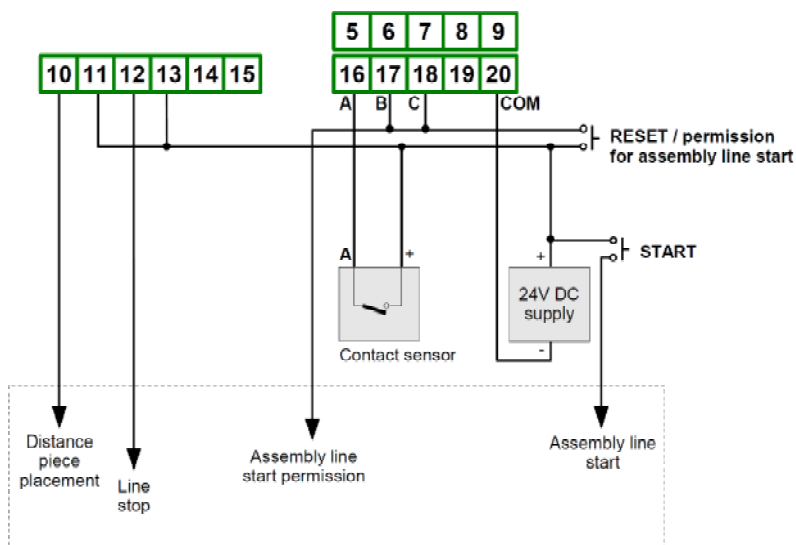 5 6 7 8 9
10 11 12 13 14 15
16 17 18 19 20
A B C COM
RESET / permission
for assembly line start
START
A +
+
24V DC
supply
-
Contact sensor
Distance
piece
placement
Line
stop
Assembly line
start permission
Assembly line
start